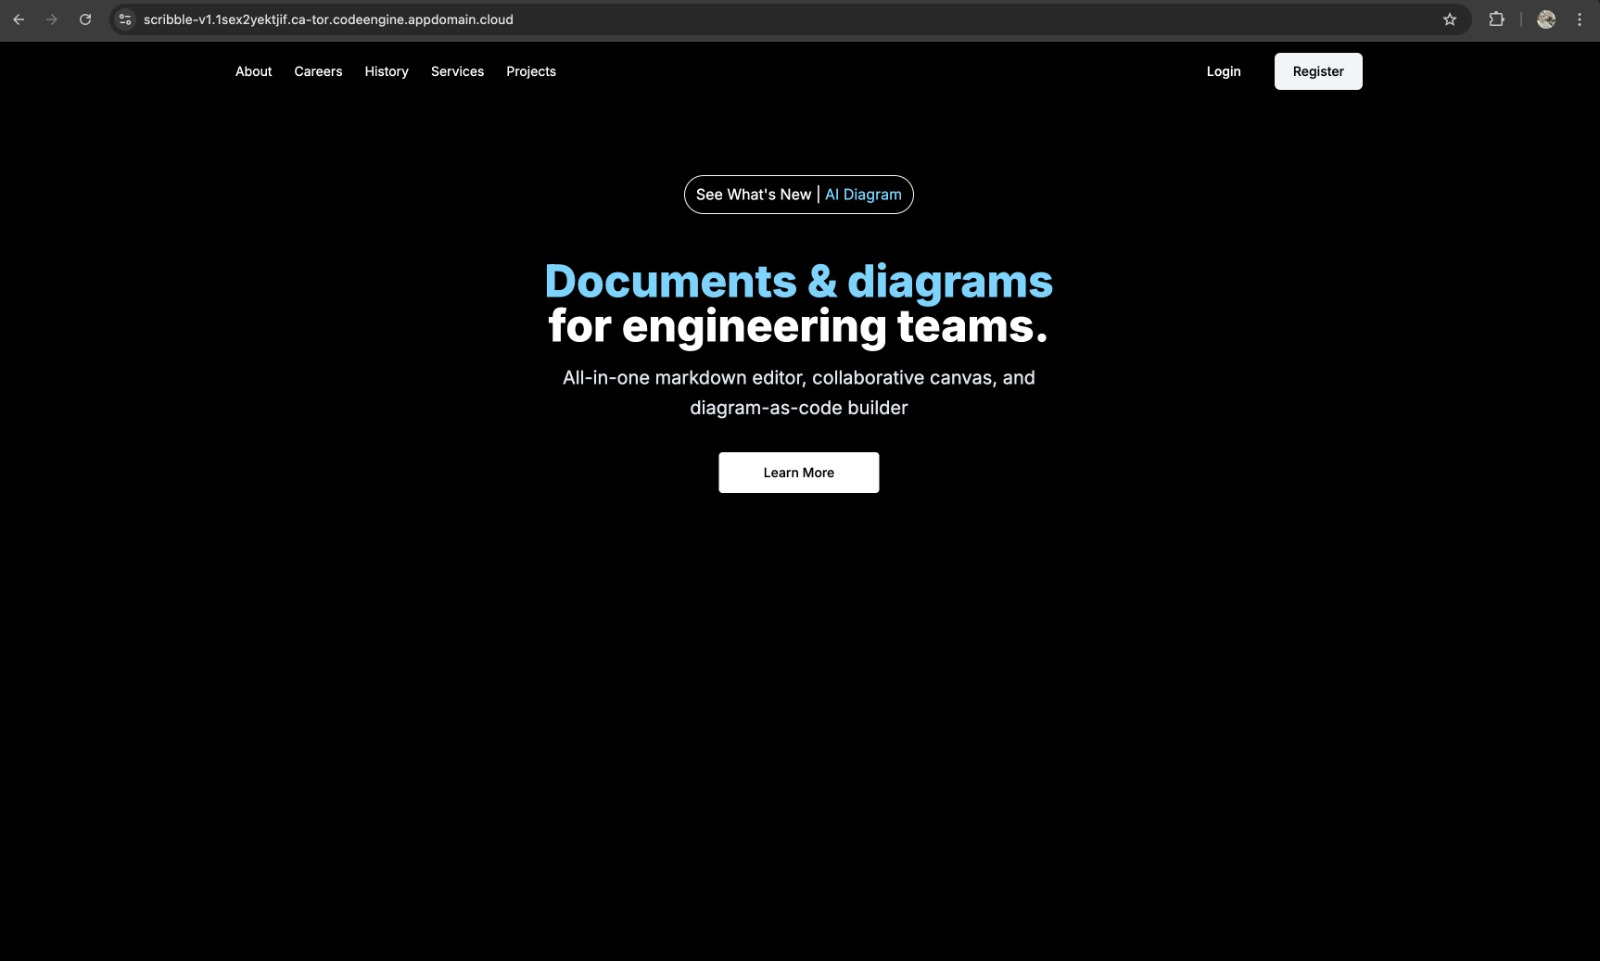 scribble-v1.1sex2yektjif.ca-tor.codeengine.appdomain.cloud
About Careers History Services Projects Login Register
See What's New | AI Diagram
Documents & diagrams
for engineering teams.
All-in-one markdown editor, collaborative canvas, and
diagram-as-code builder
Learn More